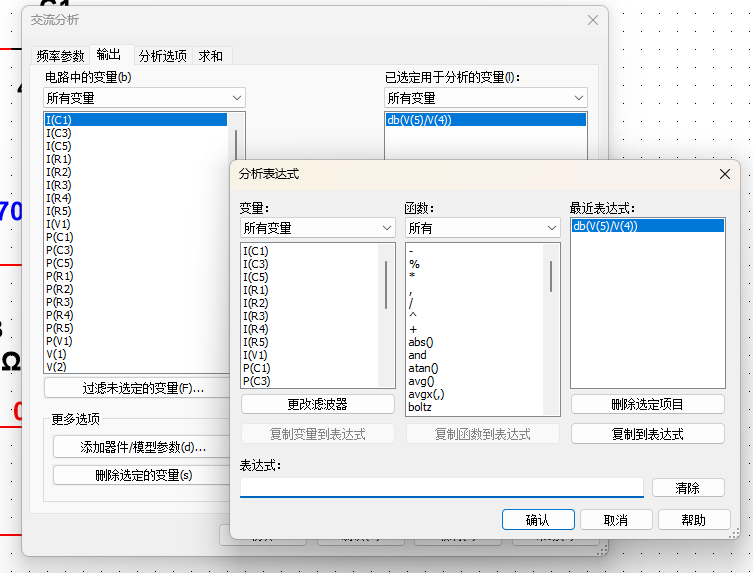 交流分析
频率参数 输出 分析选项 求和
电路中的变量(b)
所有变量
I(C1)
I(C3)
I(C5)
I(R1)
I(R2)
I(R3)
I(R4)
I(R5)
I(V1)
P(C1)
P(C3)
P(C5)
P(R1)
P(R2)
P(R3)
P(R4)
P(R5)
P(V1)
V(1)
V(2)
过滤未选定的变量(F)...
更多选项
添加器件/模型参数(d)...
删除选定的变量(s)
已选定用于分析的变量(I):
所有变量
db(V(5)/V(4))
分析表达式
变量:
所有变量
I(C1)
I(C3)
I(C5)
I(R1)
I(R2)
I(R3)
I(R4)
I(R5)
I(V1)
P(C1)
P(C3)
更改滤波器
复制变量到表达式
函数:
所有
-
%
*
,
/
^
+
abs()
and
atan()
avg()
avgx(,)
boltz
复制函数到表达式
最近表达式:
db(V(5)/V(4))
删除选定项目
复制到表达式
表达式:
清除
确认 取消 帮助
70
Ω